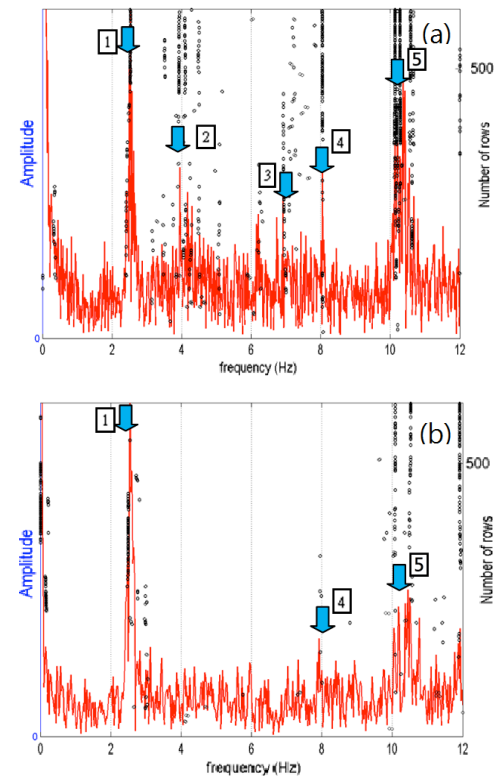 (a)
1
5
500
2
3
4
Amplitude
Number of rows
0
0 2 4 6 8 10 12
frequency (Hz)
(b)
1
500
4
5
Amplitude
Number of rows
0
0 2 4 6 8 10 12
frequency (Hz)